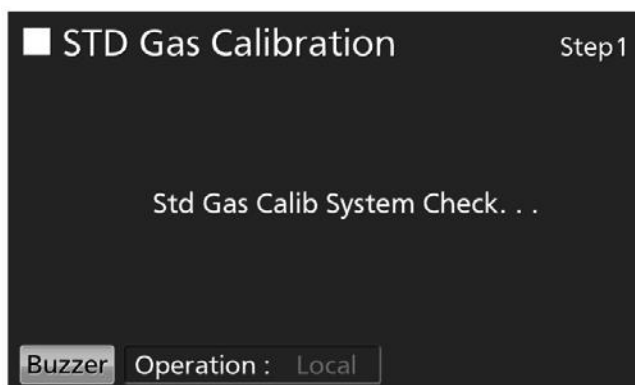 STD Gas Calibration
Step1
Std Gas Calib System Check. . .
Buzzer
Operation : Local